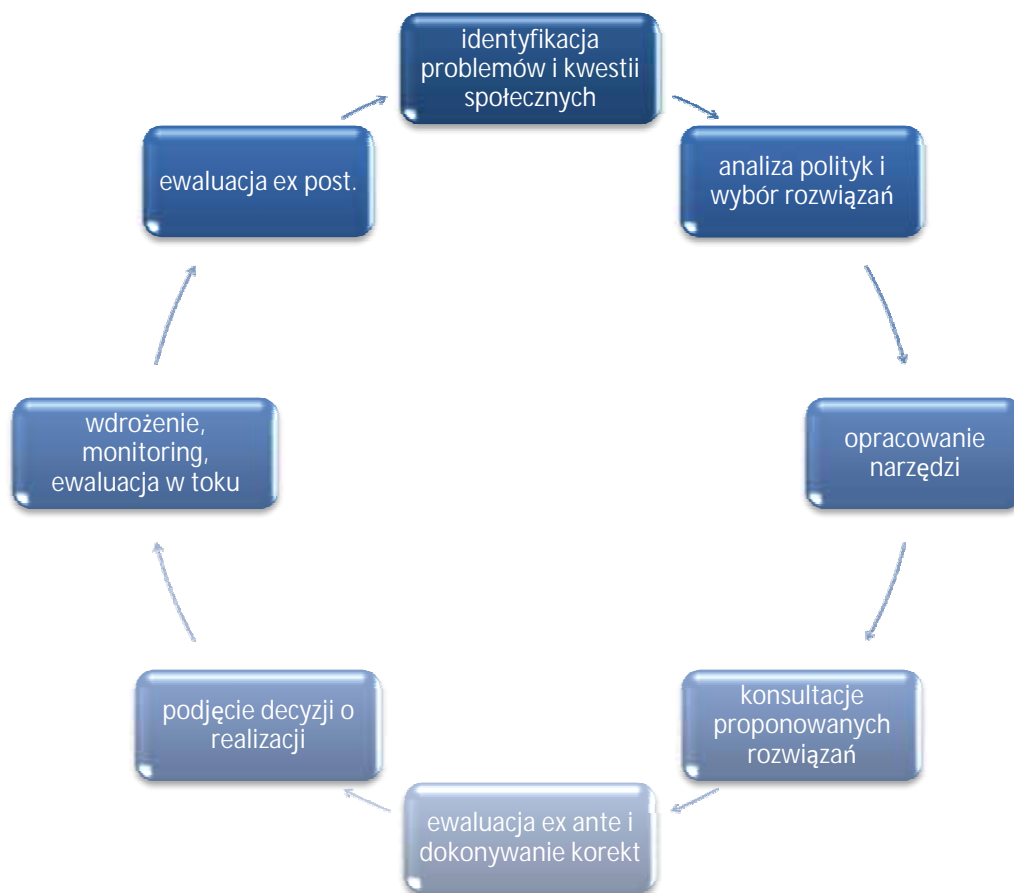 identyfikacja
problemów i kwestii
społecznych
analiza polityk i
wybór rozwiązań
opracowanie
narzędzi
konsultacje
proponowanych
rozwiązań
ewaluacja ex ante i
dokonywanie korekt
podjęcie decyzji o
realizacji
wdrożenie,
monitoring,
ewaluacja w toku
ewaluacja ex post.